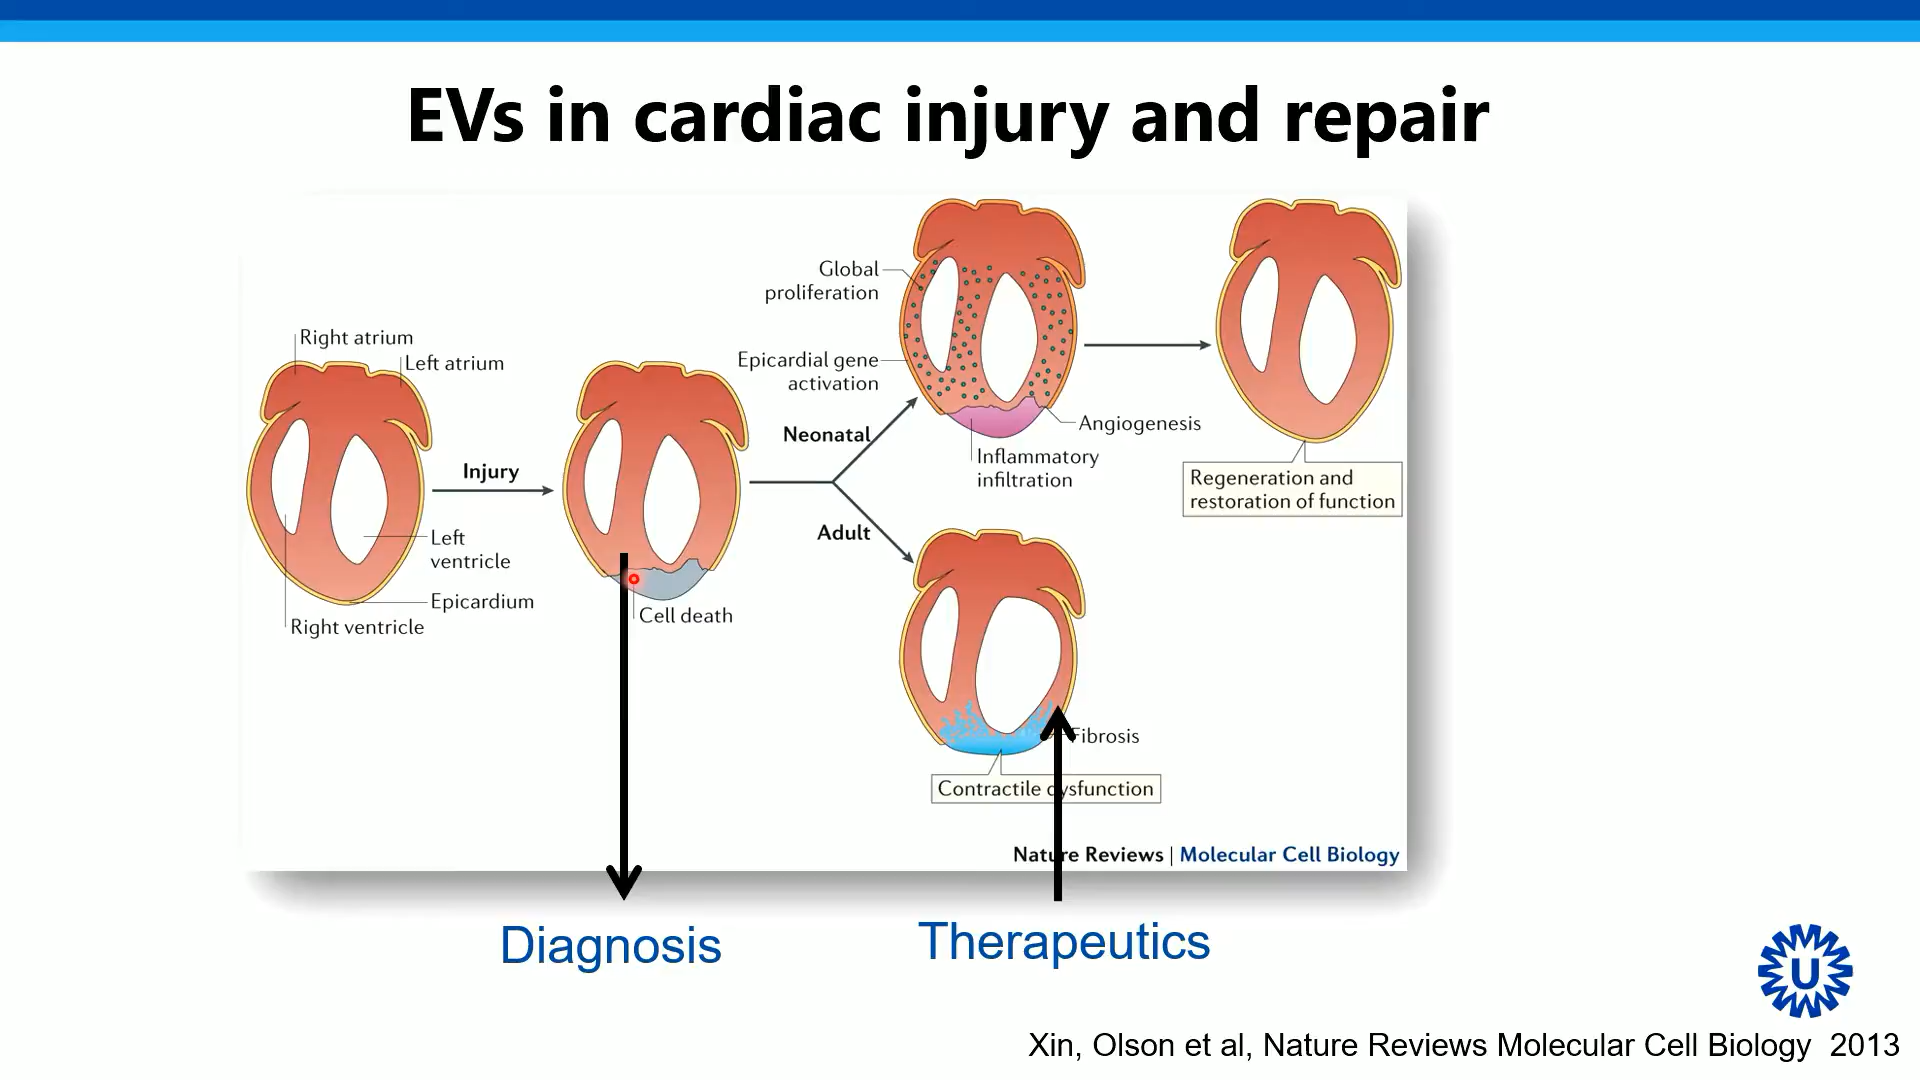 EVs in cardiac injury and repair
Right atrium
Left atrium
Left
ventricle
Epicardium
Right ventricle
Injury
Cell death
Neonatal
Adult
Global
proliferation
Epicardial gene
activation
Angiogenesis
Inflammatory
infiltration
Regeneration and
restoration of function
Fibrosis
Contractile dysfunction
Nature Reviews | Molecular Cell Biology
Diagnosis
Therapeutics
U
Xin, Olson et al, Nature Reviews Molecular Cell Biology 2013